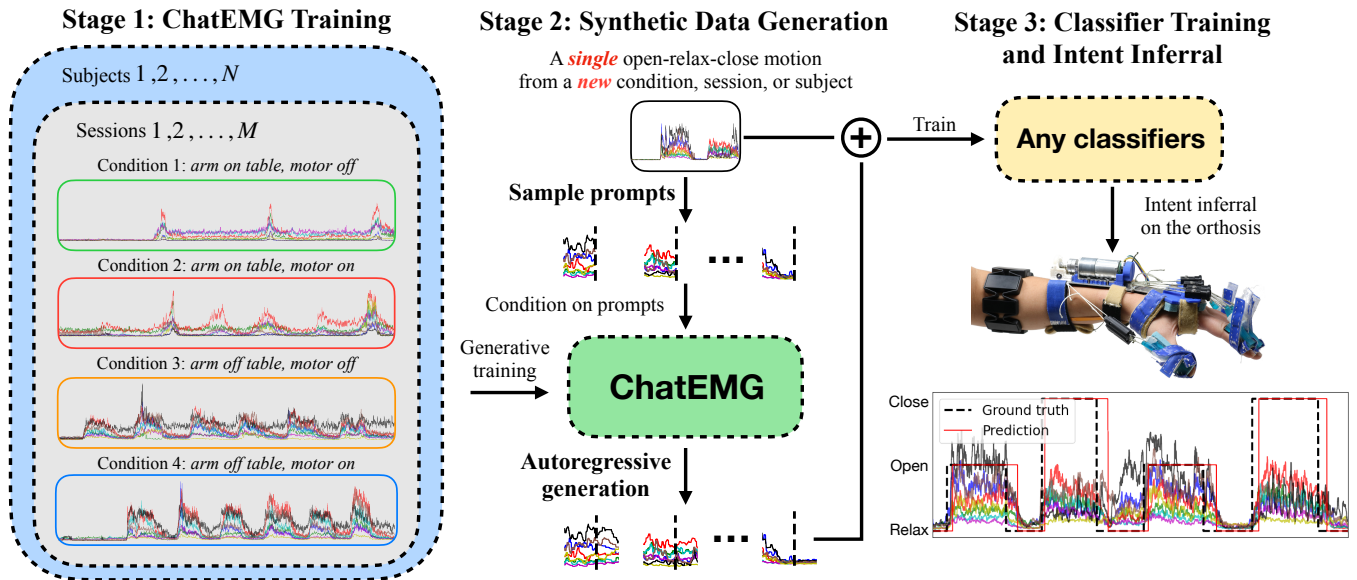 Stage 1: ChatEMG Training
Subjects 1 ,2 , . . . , N
Sessions 1 ,2 , . . . , M
Condition 1: arm on table, motor off
Condition 2: arm on table, motor on
Condition 3: arm off table, motor off
Condition 4: arm off table, motor on
Stage 2: Synthetic Data Generation
A single open-relax-close motion
from a new condition, session, or subject
Sample prompts
Condition on prompts
Generative
training
ChatEMG
Autoregressive
generation
Stage 3: Classifier Training
and Intent Inferral
Train
Any classifiers
Intent inferral
on the orthosis
Close
Open
Relax
Ground truth
Prediction